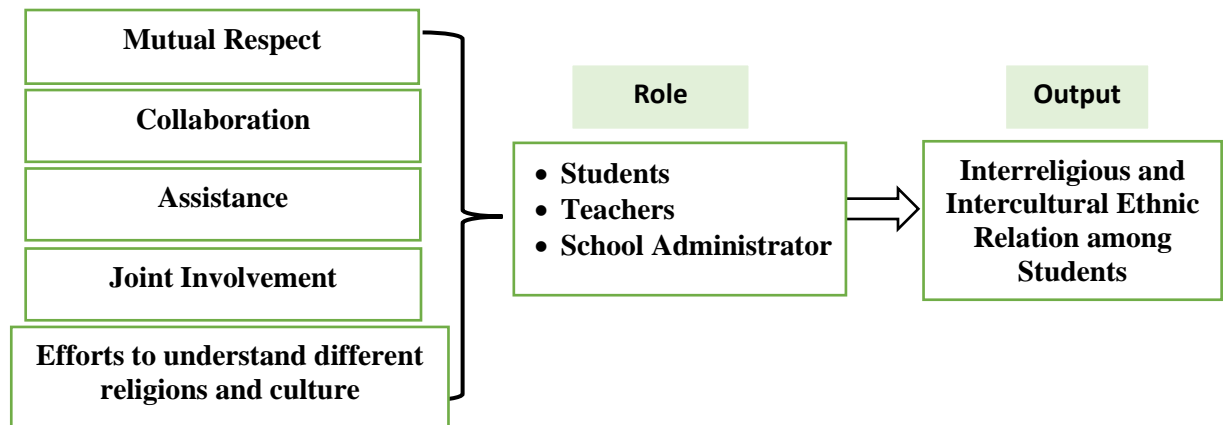 Mutual Respect
Collaboration
Assistance
Joint Involvement
Efforts to understand different
religions and culture
Role
• Students
• Teachers
• School Administrator
Output
Interreligious and
Intercultural Ethnic
Relation among
Students